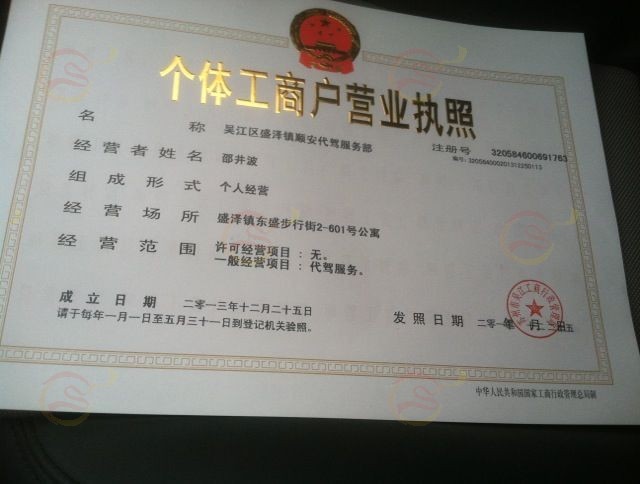 个体工商户营业执照
注册号 320584600691763
编号: 320584000201312250113
名称 吴江区盛泽镇顺安代驾服务部
经营者姓名 邵井波
组成形式 个人经营
经营场所 盛泽镇东盛步行街2-601号公寓
经营范围 许可经营项目：无。
一般经营项目：代驾服务。
成立日期 二零一三年十二月二十五日
请于每年一月一日至五月三十一日到登记机关验照。
发照日期 二零一 年 月 日
中华人民共和国国家工商行政管理总局制